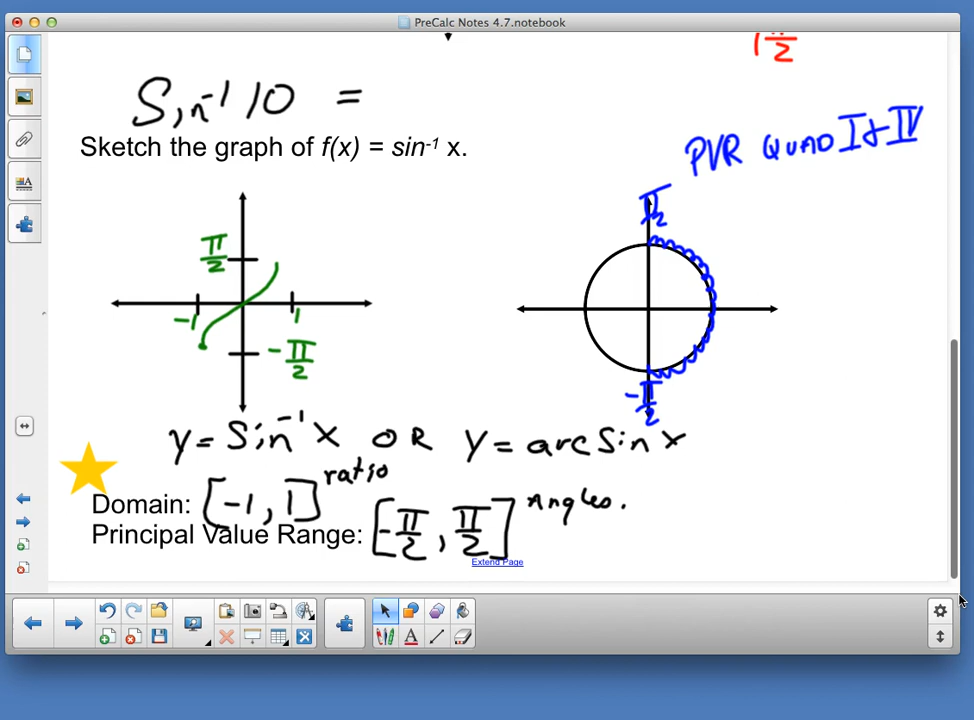 PreCalc Notes 4.7.notebook
π/2
Sin⁻¹ 10 =
Sketch the graph of f(x) = sin⁻¹ x.
PVR QUAD I & IV
π/2
π/2
-1
1
-π/2
-π/2
y = Sin⁻¹ x OR y = arcSin x
Domain: [-1, 1] ratio
Principal Value Range: [-π/2, π/2] Angles.
Extend Page